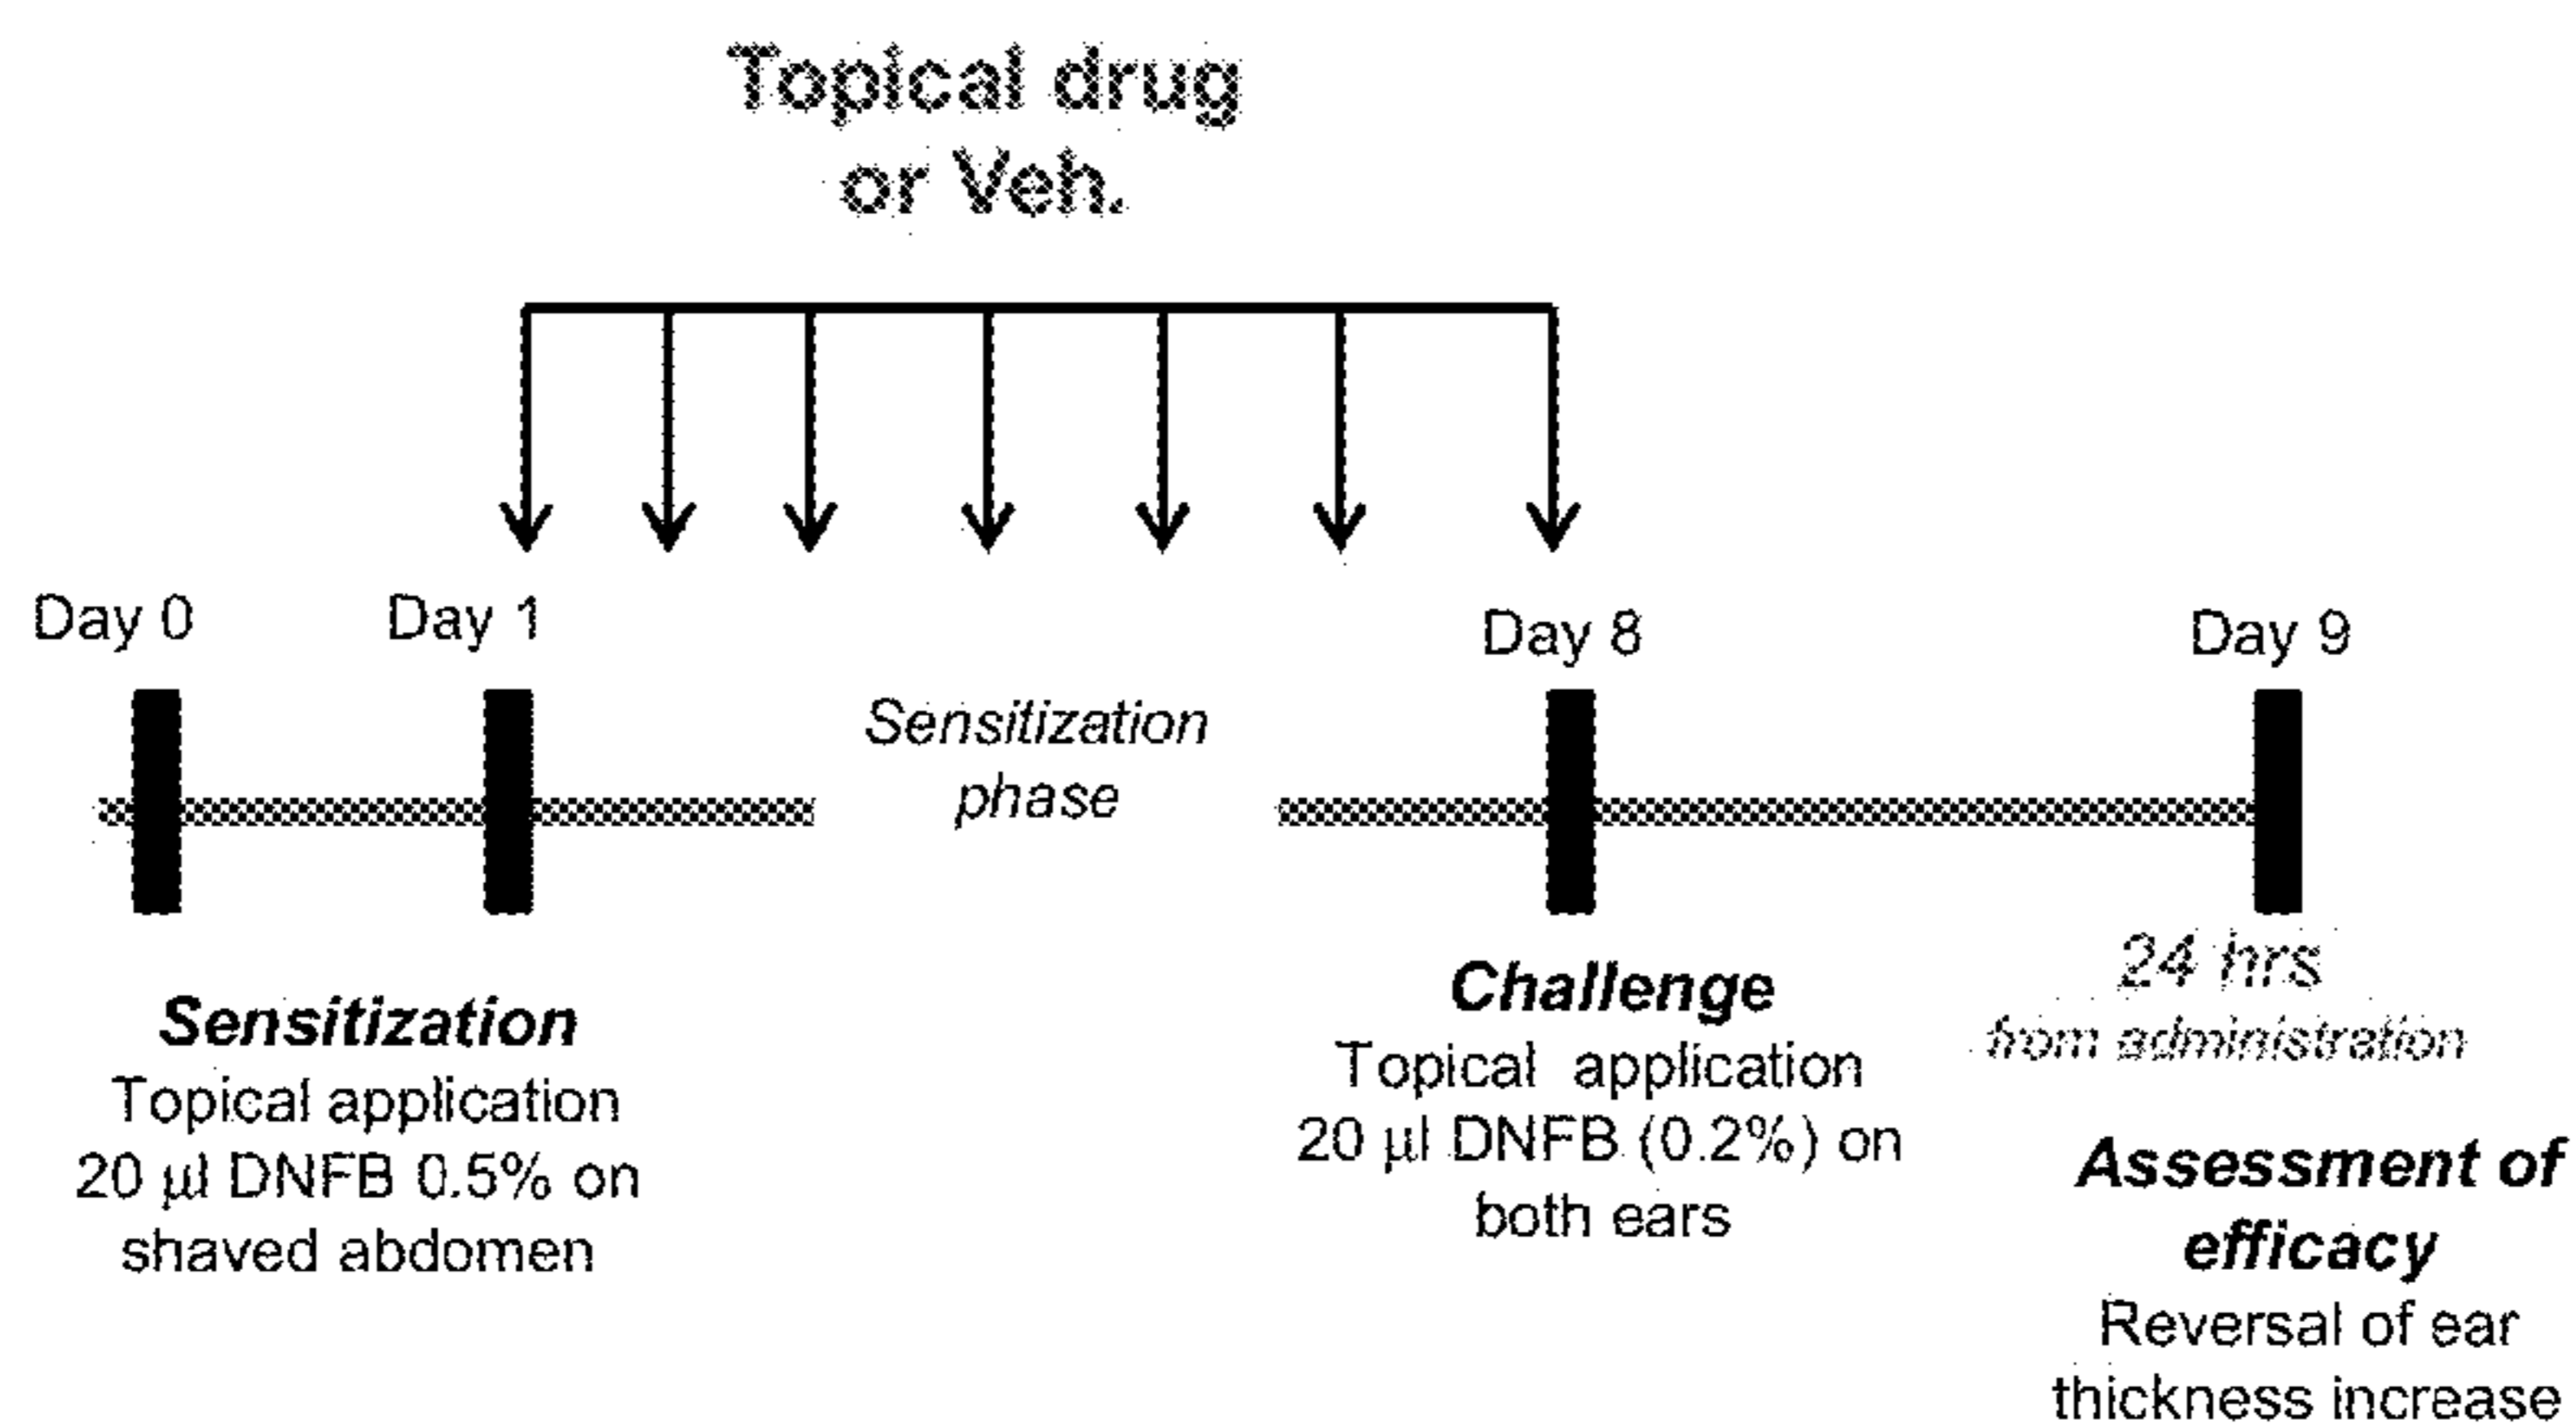 Topical drug
or Veh.
Day 0
Day 1
Day 8
Day 9
Sensitization
phase
Sensitization
Topical application
20 µl DNFB 0.5% on
shaved abdomen
Challenge
Topical application
20 µl DNFB (0.2%) on
both ears
24 hrs
from administration
Assessment of
efficacy
Reversal of ear
thickness increase